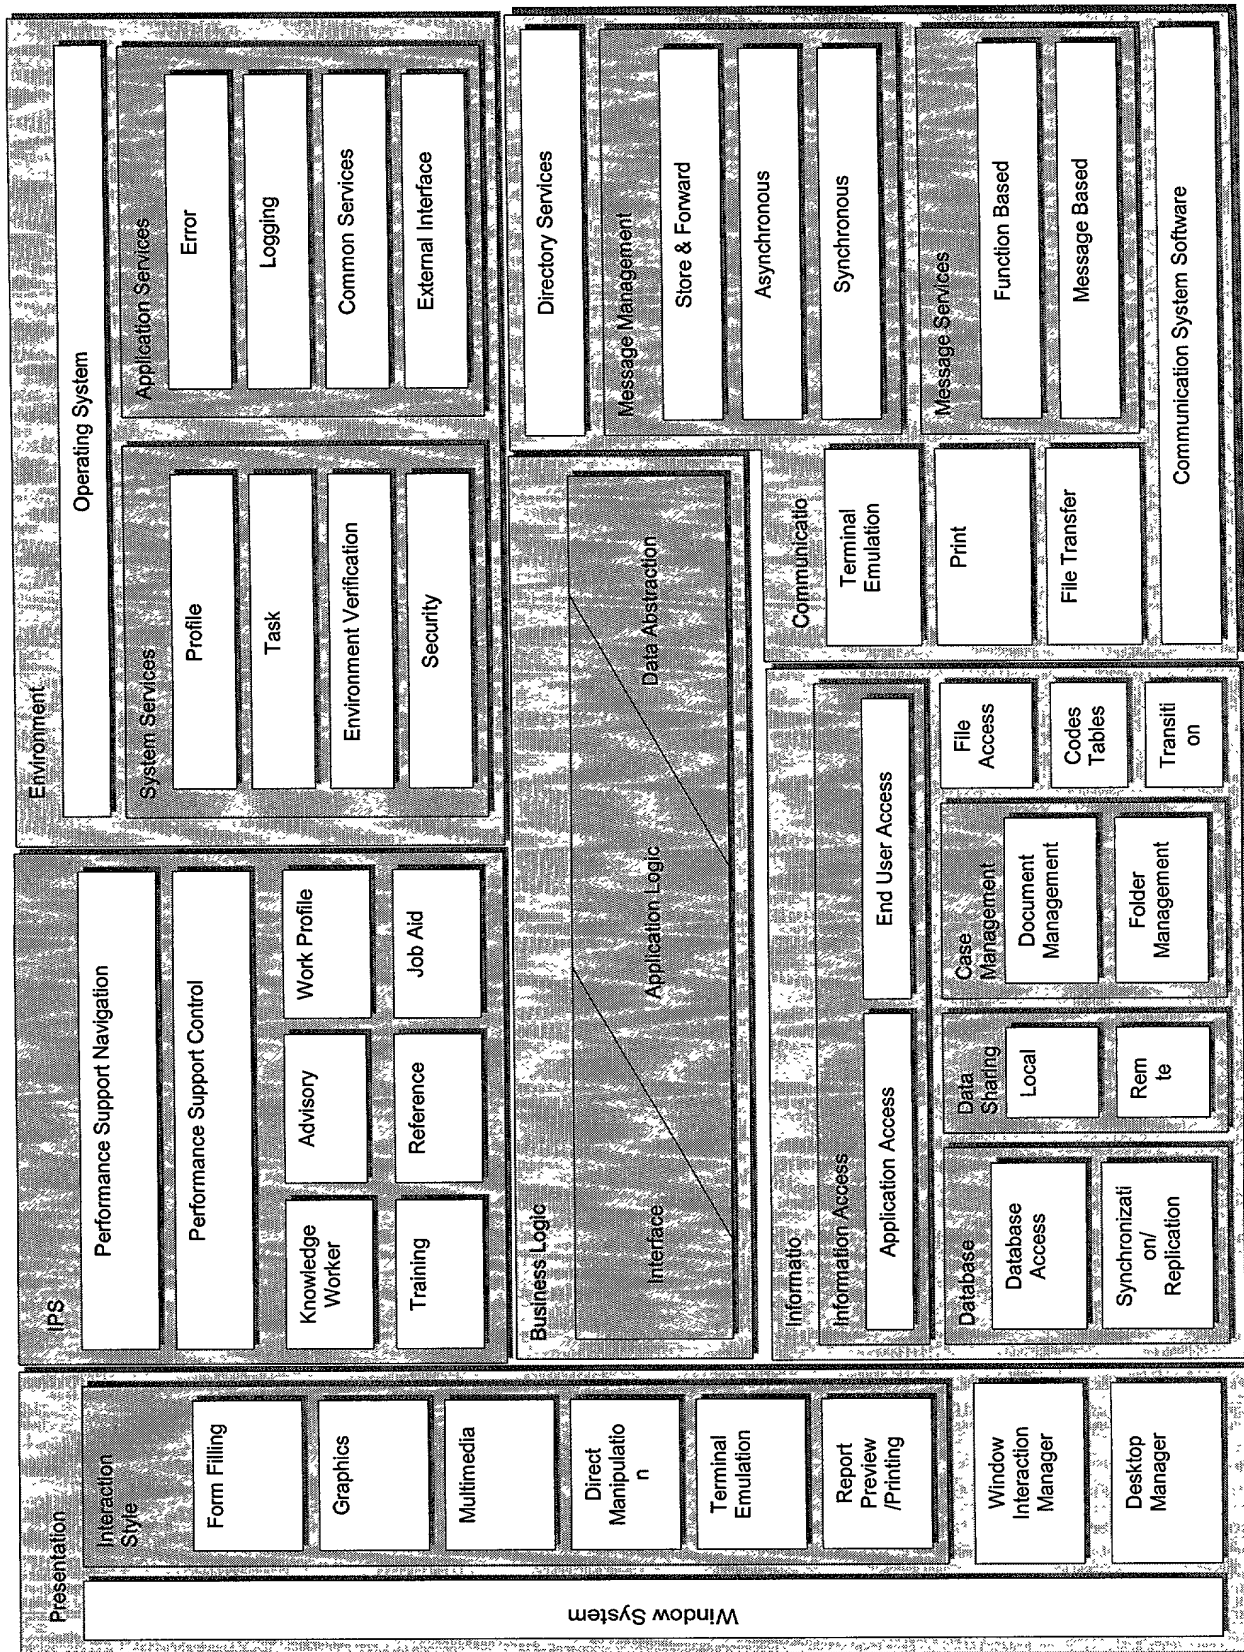 Presentation
Window System
Interaction
Style
Form Filling
Graphics
Multimedia
Direct
Manipulatio
n
Terminal
Emulation
Report
Preview
/Printing
Window
Interaction
Manager
Desktop
Manager
IPS
Performance Support Navigation
Performance Support Control
Knowledge
Worker
Advisory
Work Profile
Training
Reference
Job Aid
Environment
Operating System
System Services
Profile
Task
Environment Verification
Security
Application Services
Error
Logging
Common Services
External Interface
Business Logic
Interface
Application Logic
Data Abstraction
Informatio
Information Access
Application Access
End User Access
Database
Database
Access
Synchronizati
on/
Replication
Data
Sharing
Local
Rem
te
Case
Management
Document
Management
Folder
Management
File
Access
Codes
Tables
Transiti
on
Communicatio
Directory Services
Message Management
Store & Forward
Asynchronous
Synchronous
Terminal
Emulation
Print
File Transfer
Message Services
Function Based
Message Based
Communication System Software